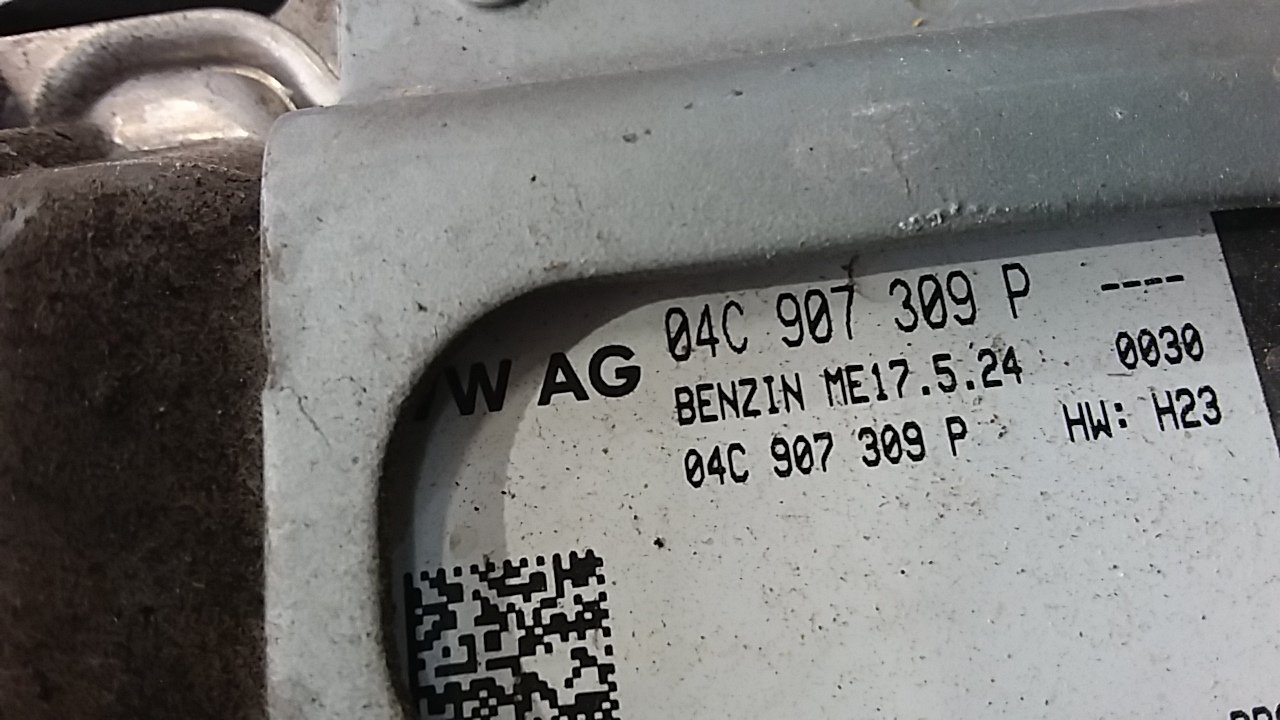 VW AG
04C 907 309 P ----
BENZIN ME17.5.24 0030
04C 907 309 P HW: H23